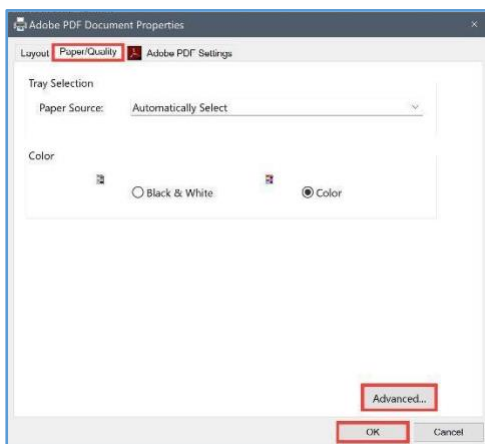 Adobe PDF Document Properties
Layout Paper/Quality Adobe PDF Settings
Tray Selection
Paper Source: Automatically Select
Color
Black & White Color
Advanced...
OK Cancel